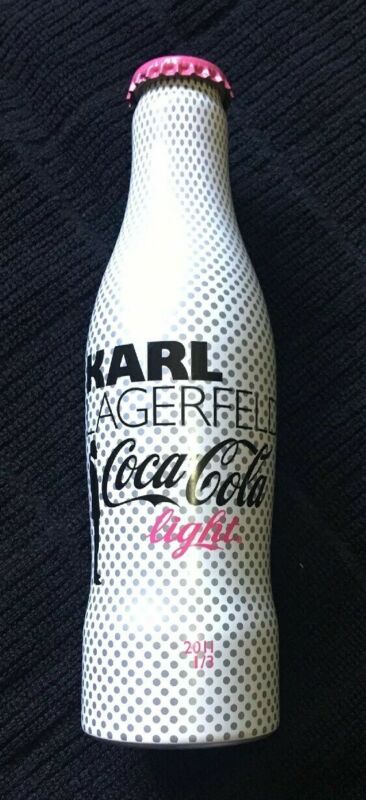 KARL
LAGERFELD
Coca-Cola
light
2011
1/3